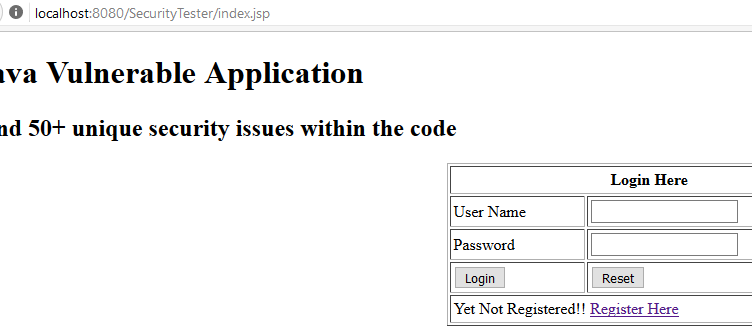 localhost:8080/SecurityTester/index.jsp
ava Vulnerable Application
nd 50+ unique security issues within the code
Login Here
User Name
Password
Login Reset
Yet Not Registered!! Register Here